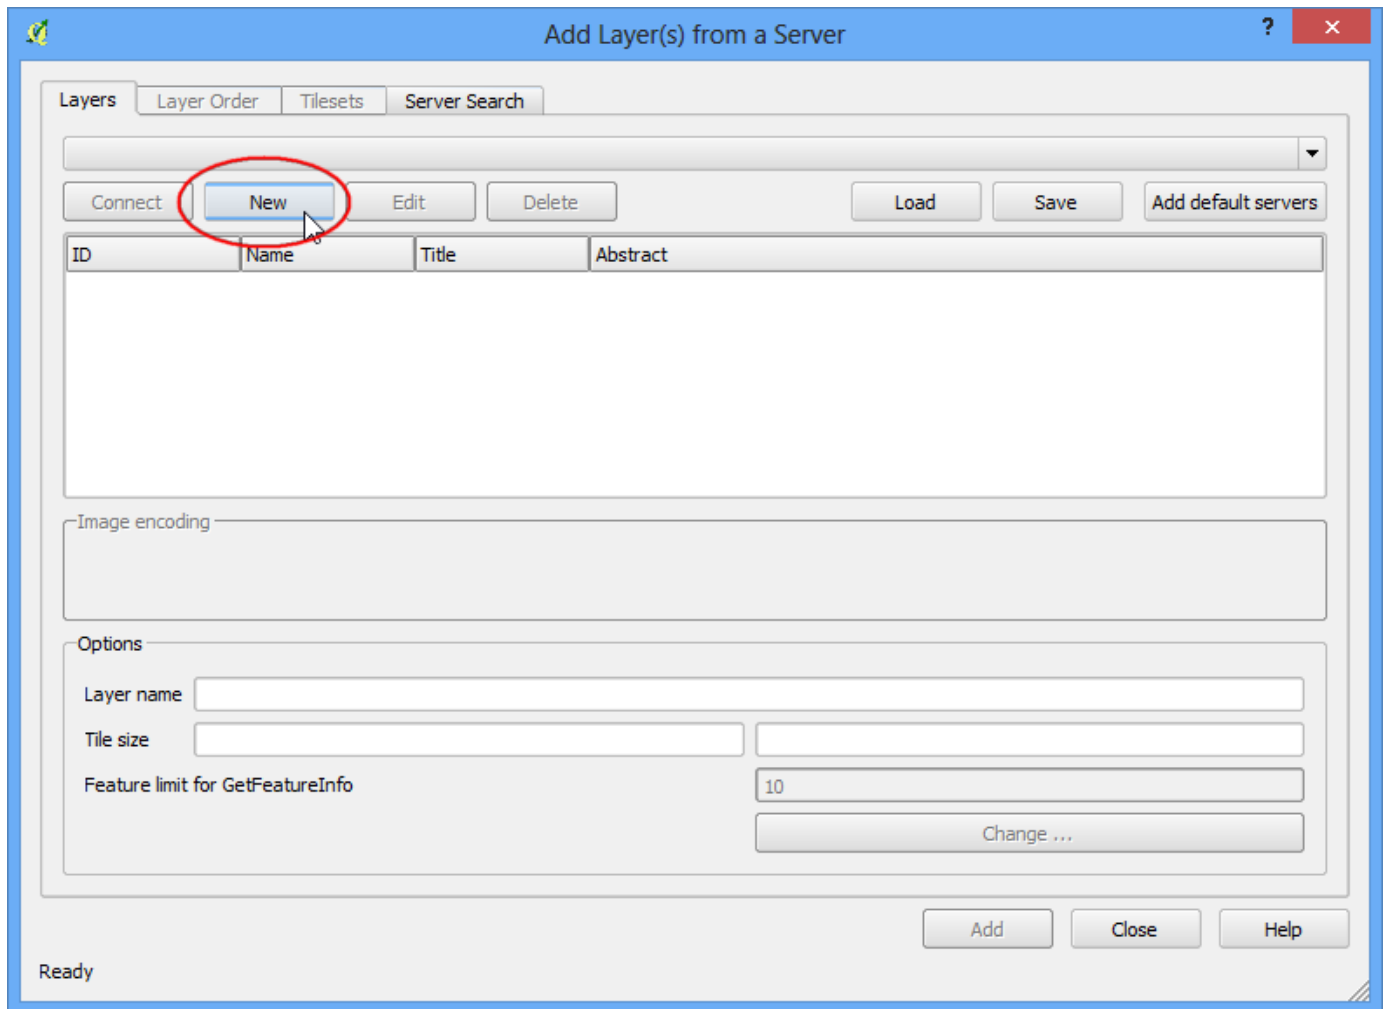 Add Layer(s) from a Server
?
Layers Layer Order Tilesets Server Search
Connect New Edit Delete Load Save Add default servers
ID Name Title Abstract
Image encoding
Options
Layer name
Tile size
Feature limit for GetFeatureInfo 10
Change ...
Add Close Help
Ready